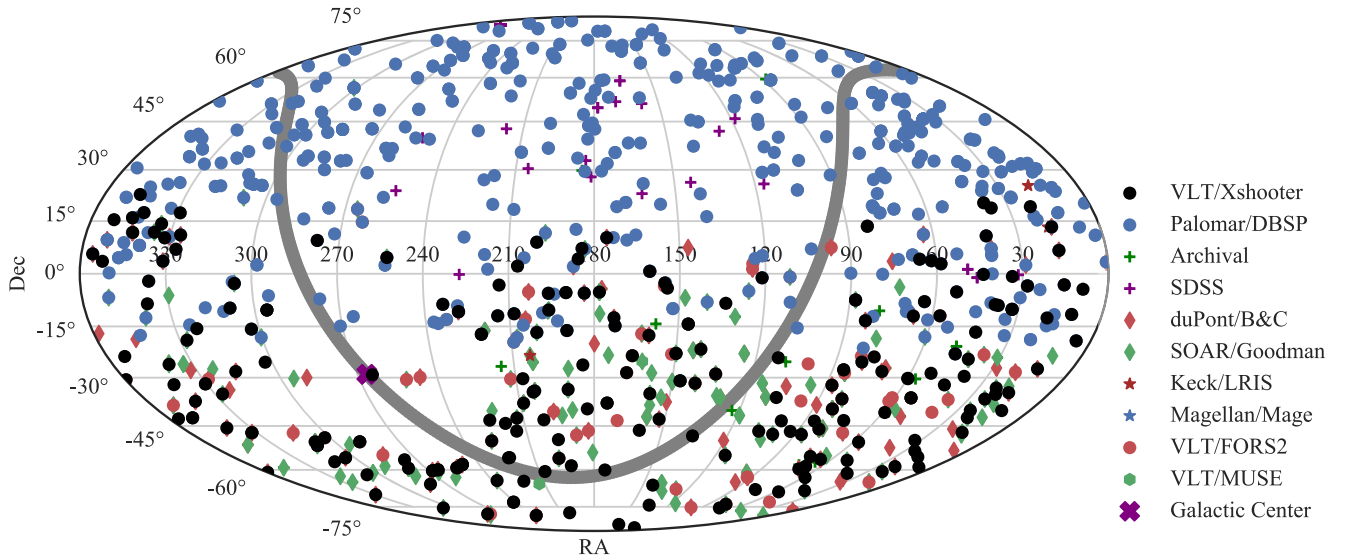 75°
60°
45°
30°
15°
0°
-15°
-30°
-45°
-60°
-75°
Dec
330 300 270 240 210 180 150 120 90 60 30
RA
VLT/Xshooter
Palomar/DBSP
Archival
SDSS
duPont/B&C
SOAR/Goodman
Keck/LRIS
Magellan/Mage
VLT/FORS2
VLT/MUSE
Galactic Center